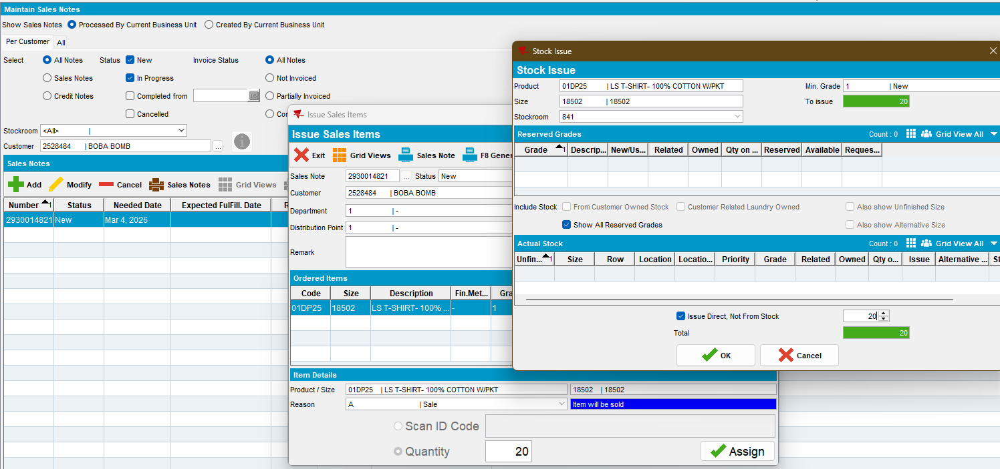 Maintain Sales Notes
Show Sales Notes Processed By Current Business Unit Created By Current Business Unit
Per Customer All
Select All Notes Status New Invoice Status All Notes
Sales Notes In Progress Not Invoiced
Credit Notes Completed from 16 Partially Invoiced
Cancelled Con
Stockroom <All> |
Customer 2528484 | BOBA BOMB ...
Sales Notes
Add Modify Cancel Sales Notes Grid Views
Number 1 Status Needed Date Expected FulFill. Date R
2930014821 New Mar 4, 2026
Issue Sales Items
Issue Sales Items
Exit Grid Views Sales Note F8 Gener
Sales Note 2930014821 ... Status New
Customer 2528484 | BOBA BOMB
Department 1 | -
Distribution Point 1 | -
Remark
Ordered Items
Code Size Description Fin.Met... Gra
01DP25 18502 LS T-SHIRT- 100% ... - 1
Item Details
Product / Size 01DP25 | LS T-SHIRT- 100% COTTON W/PKT 18502 | 18502
Reason A | Sale Item will be sold
Scan ID Code
Quantity 20 Assign
Stock Issue
Stock Issue
Product 01DP25 | LS T-SHIRT- 100% COTTON W/PKT Min. Grade 1 | New
Size 18502 | 18502 To issue 20
Stockroom 841
Reserved Grades Count : 0 Grid View All
Grade 1 Descrip... New/Us... Related Owned Qty on ... Reserved Available Reques...
Include Stock From Customer Owned Stock Customer Related Laundry Owned Also show Unfinished Size
Show All Reserved Grades Also show Alternative Size
Actual Stock Count : 0 Grid View All
Unfin... 1 Size Row Location Locatio... Priority Grade Related Owned Qty o... Issue Alternative ... St
Issue Direct, Not From Stock 20
Total 20
OK Cancel